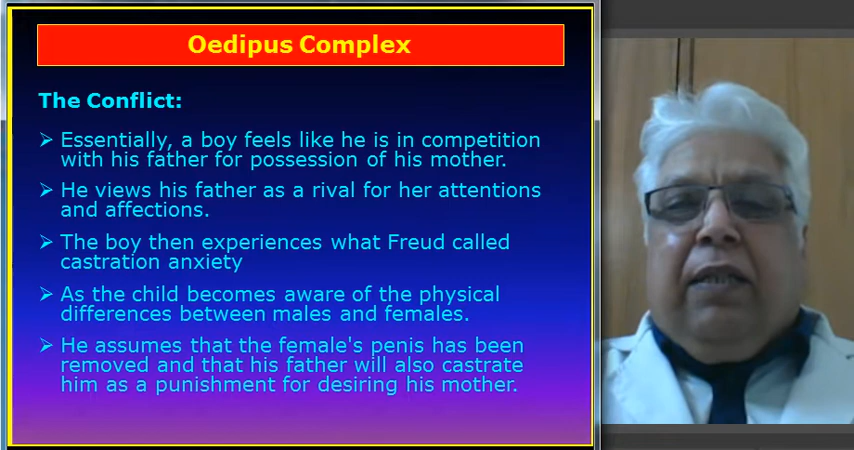 Oedipus Complex
The Conflict:
➢ Essentially, a boy feels like he is in competition
with his father for possession of his mother.
➢ He views his father as a rival for her attentions
and affections.
➢ The boy then experiences what Freud called
castration anxiety
➢ As the child becomes aware of the physical
differences between males and females.
➢ He assumes that the female's penis has been
removed and that his father will also castrate
him as a punishment for desiring his mother.